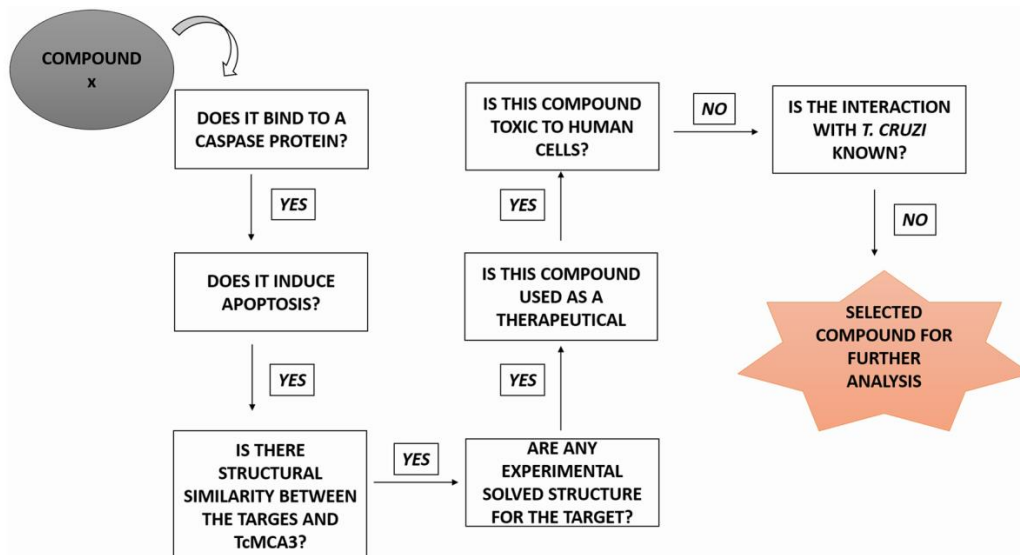 COMPOUND
x
DOES IT BIND TO A
CASPASE PROTEIN?
YES
DOES IT INDUCE
APOPTOSIS?
YES
IS THERE
STRUCTURAL
SIMILARITY BETWEEN
THE TARGES AND
TcMCA3?
YES
ARE ANY
EXPERIMENTAL
SOLVED STRUCTURE
FOR THE TARGET?
YES
IS THIS COMPOUND
USED AS A
THERAPEUTICAL
YES
IS THIS COMPOUND
TOXIC TO HUMAN
CELLS?
NO
IS THE INTERACTION
WITH T. CRUZI
KNOWN?
NO
SELECTED
COMPOUND FOR
FURTHER
ANALYSIS